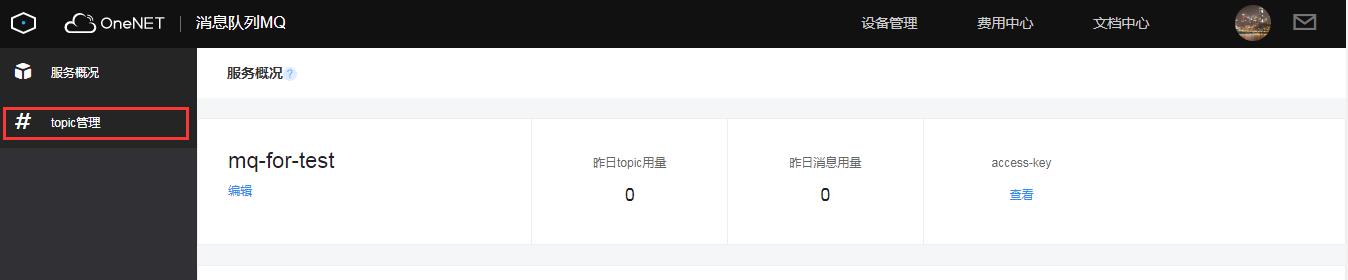 OneNET 消息队列MQ 设备管理 费用中心 文档中心
服务概况 服务概况 ?
# topic管理
mq-for-test 昨日topic用量 昨日消息用量 access-key
编辑 0 0 查看